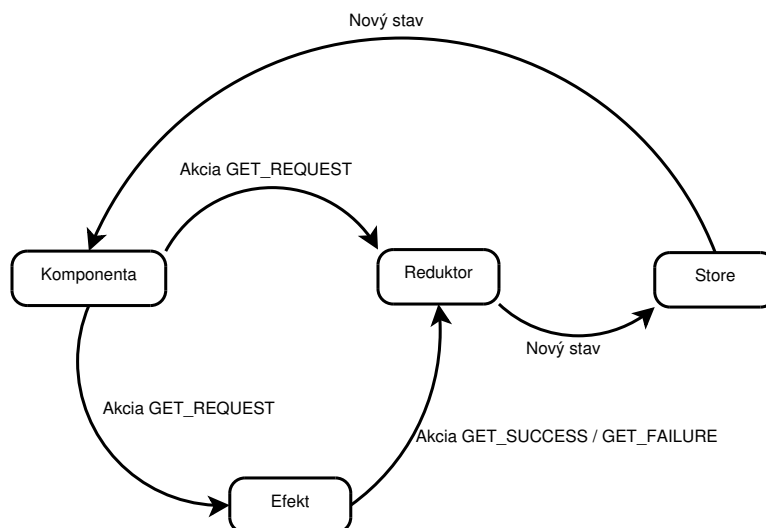 Nový stav
Akcia GET_REQUEST
Komponenta
Reduktor
Store
Nový stav
Akcia GET_REQUEST
Akcia GET_SUCCESS / GET_FAILURE
Efekt